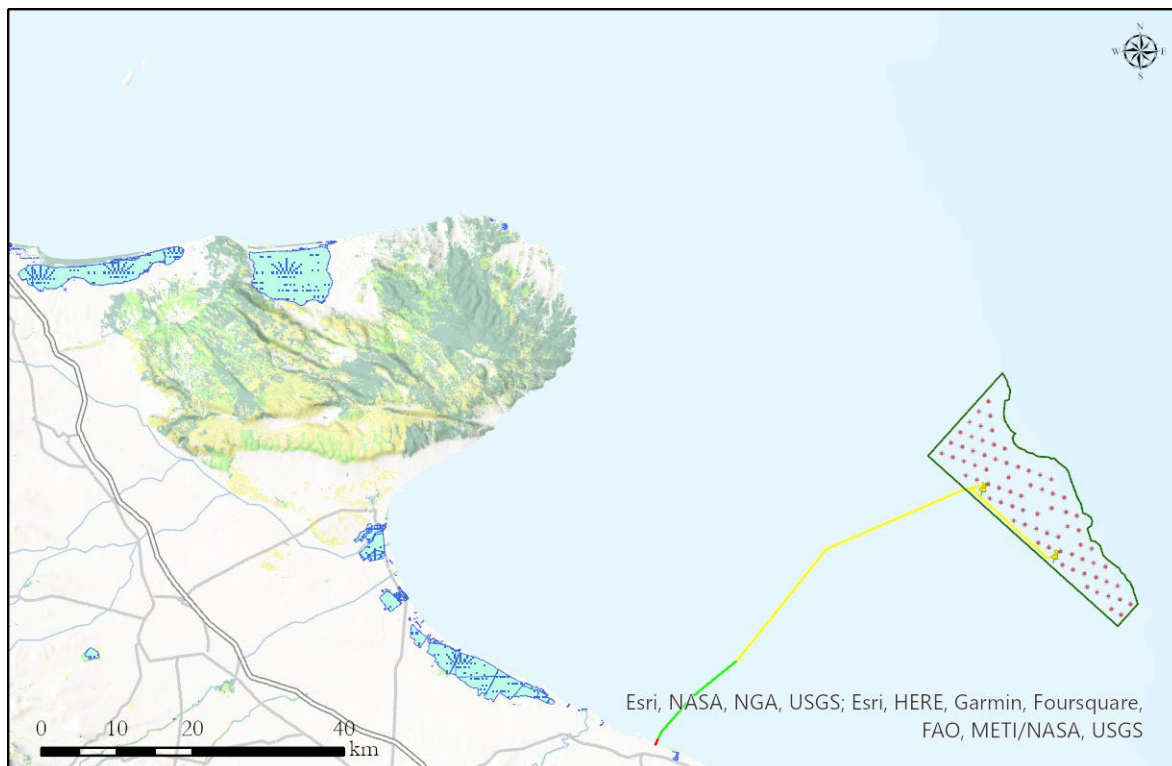 N
W E
S
Esri, NASA, NGA, USGS; Esri, HERE, Garmin, Foursquare,
FAO, METI/NASA, USGS
0 10 20 40
km